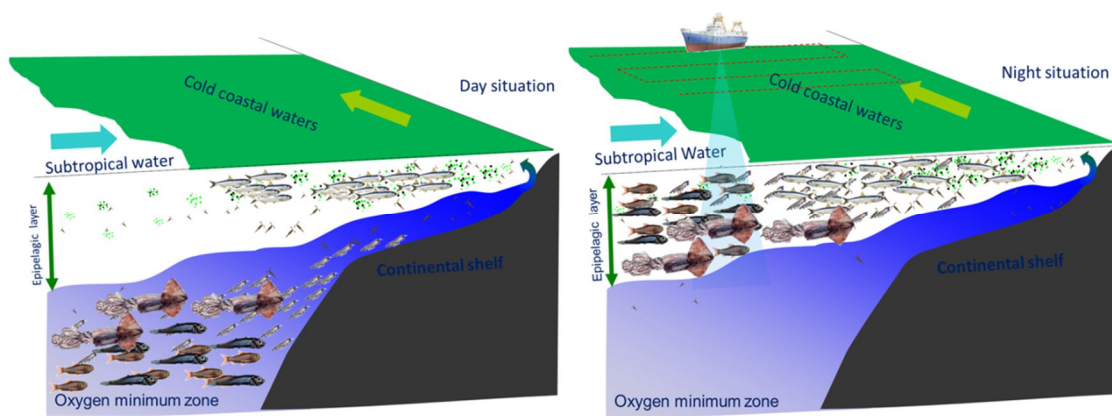 Day situation
Cold coastal waters
Subtropical water
Epipelagic layer
Continental shelf
Oxygen minimum zone
Night situation
Cold coastal
waters
Subtropical Water
Epipelagic layer
Continental shelf
Oxygen minimum zone